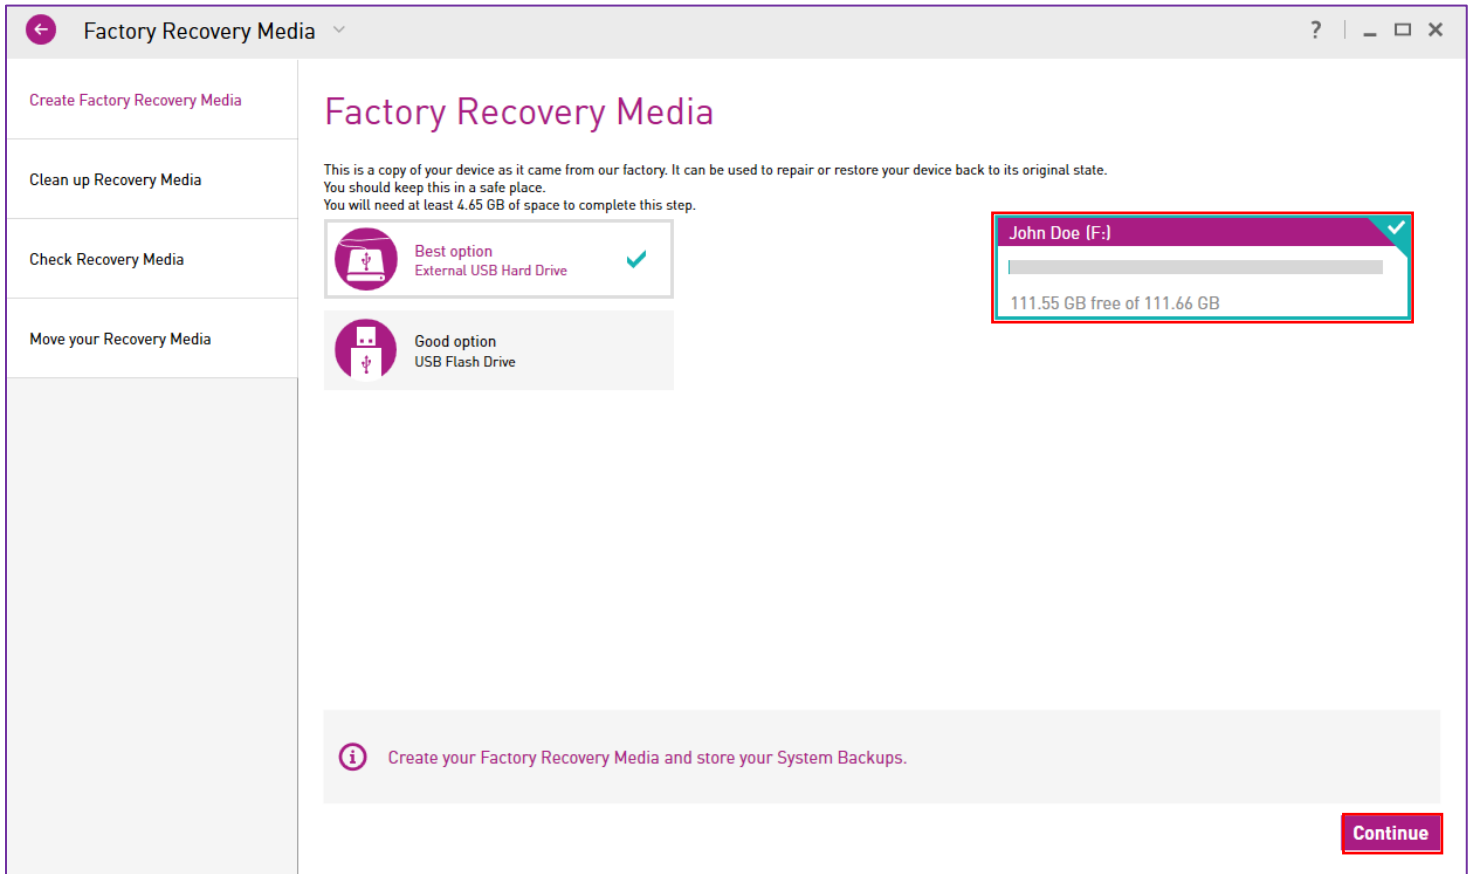 Factory Recovery Media
?
Create Factory Recovery Media
Clean up Recovery Media
Check Recovery Media
Move your Recovery Media
Factory Recovery Media
This is a copy of your device as it came from our factory. It can be used to repair or restore your device back to its original state.
You should keep this in a safe place.
You will need at least 4.65 GB of space to complete this step.
Best option
External USB Hard Drive
Good option
USB Flash Drive
John Doe (F:)
111.55 GB free of 111.66 GB
Create your Factory Recovery Media and store your System Backups.
Continue